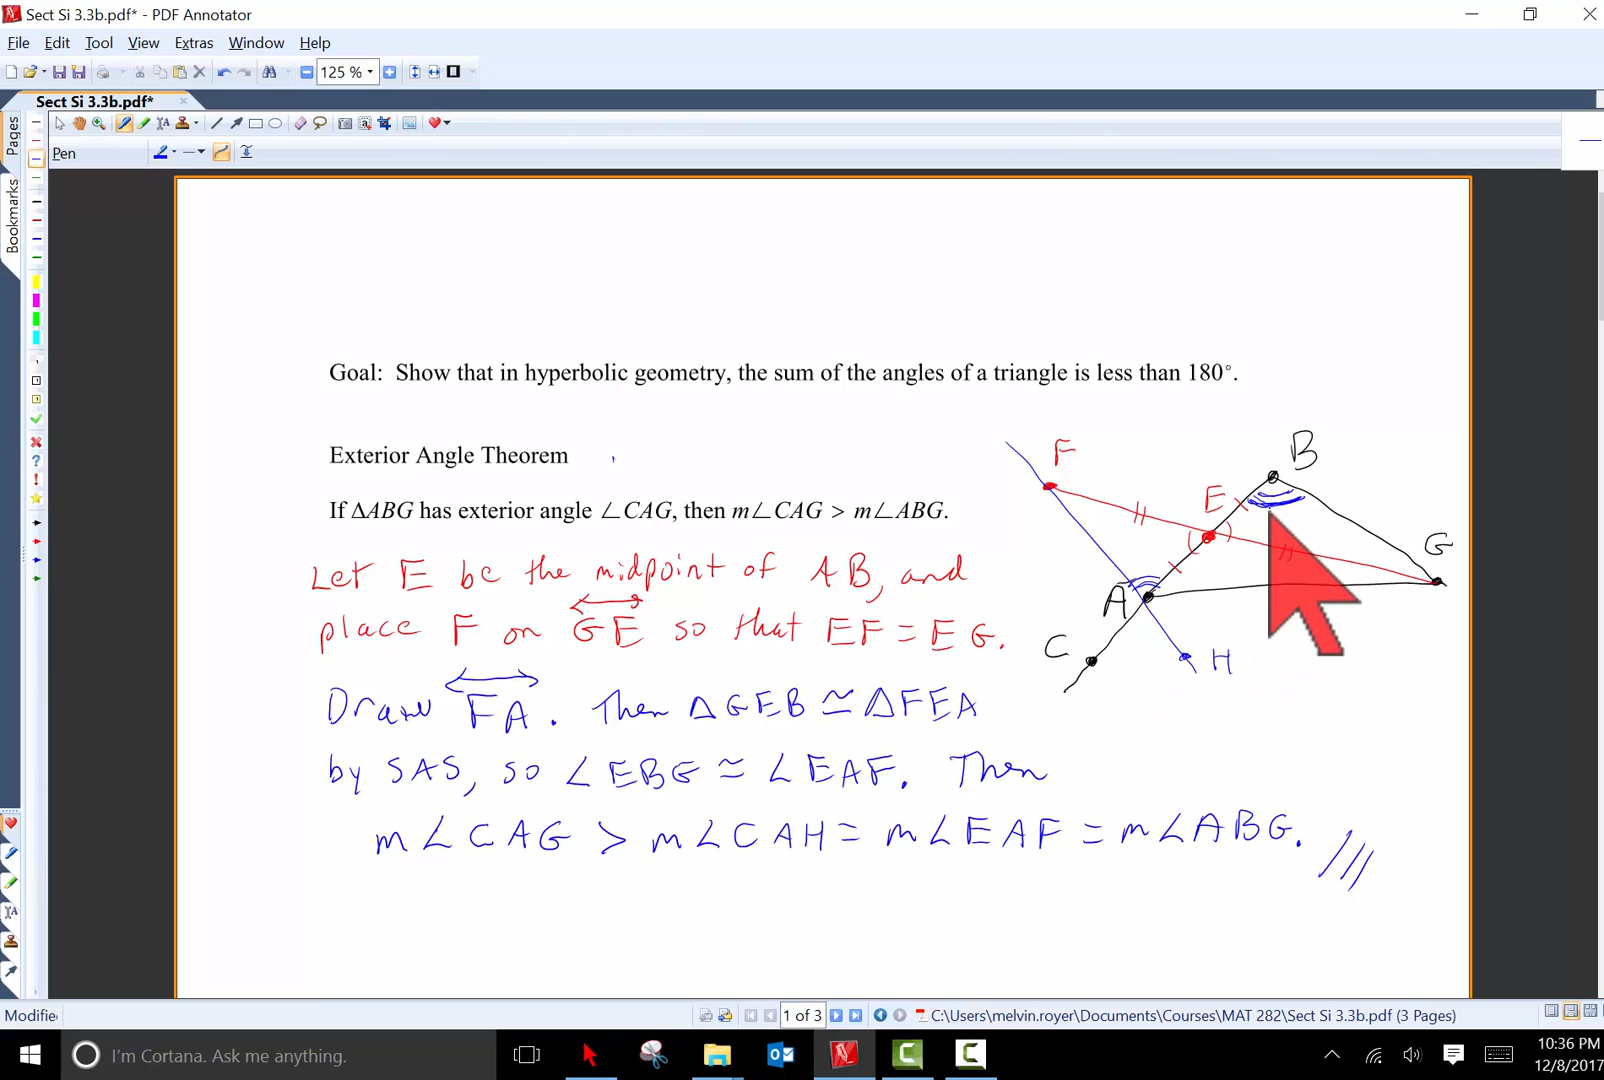 Sect Si 3.3b.pdf* - PDF Annotator
File Edit Tool View Extras Window Help
125 %
Sect Si 3.3b.pdf*
Pen
Pages
Bookmarks
Goal: Show that in hyperbolic geometry, the sum of the angles of a triangle is less than 180°.
Exterior Angle Theorem
If ΔABG has exterior angle ∠CAG, then m∠CAG > m∠ABG.
Let E be the midpoint of AB, and
place F on GE so that EF = EG.
Draw FA. Then ΔGEB ≅ ΔFEA
by SAS, so ∠EBG ≅ ∠EAF. Then
m∠CAG > m∠CAH = m∠EAF = m∠ABG. ///
F
B
E
G
A
C
H
Modifie
1 of 3
C:\Users\melvin.royer\Documents\Courses\MAT 282\Sect Si 3.3b.pdf (3 Pages)
I'm Cortana. Ask me anything.
10:36 PM
12/8/2017